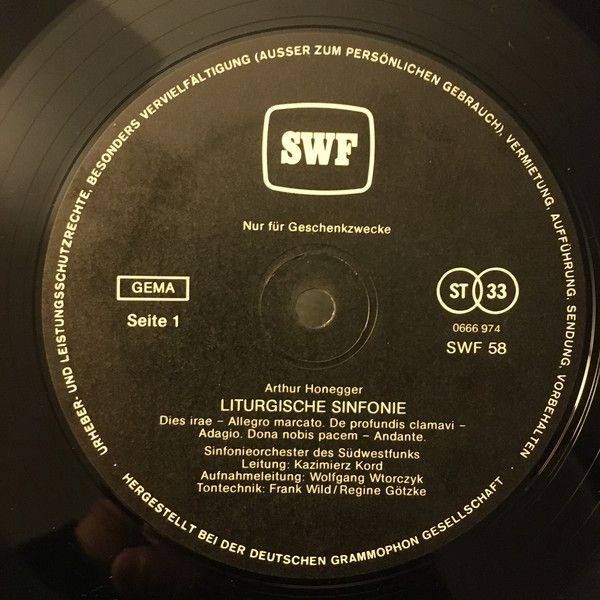 URHEBER- UND LEISTUNGSSCHUTZRECHTE, BESONDERS VERVIELFÄLTIGUNG (AUSSER ZUM PERSÖNLICHEN GEBRAUCH), VERMIETUNG, AUFFÜHRUNG, SENDUNG, VORBEHALTEN ·
SWF
Nur für Geschenkzwecke
GEMA
Seite 1
ST 33
0666 974
SWF 58
Arthur Honegger
LITURGISCHE SINFONIE
Dies irae – Allegro marcato. De profundis clamavi –
Adagio. Dona nobis pacem – Andante.
Sinfonieorchester des Südwestfunks
Leitung: Kazimierz Kord
Aufnahmeleitung: Wolfgang Wtorczyk
Tontechnik: Frank Wild/Regine Götzke
· HERGESTELLT BEI DER DEUTSCHEN GRAMMOPHON GESELLSCHAFT ·